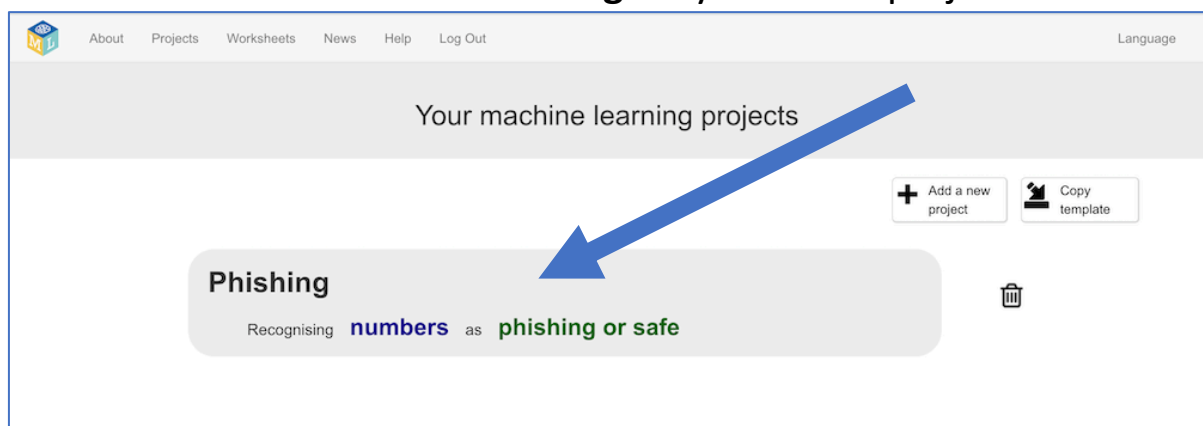 About Projects Worksheets News Help Log Out Language
Your machine learning projects
Add a new
project
Copy
template
Phishing
Recognising numbers as phishing or safe